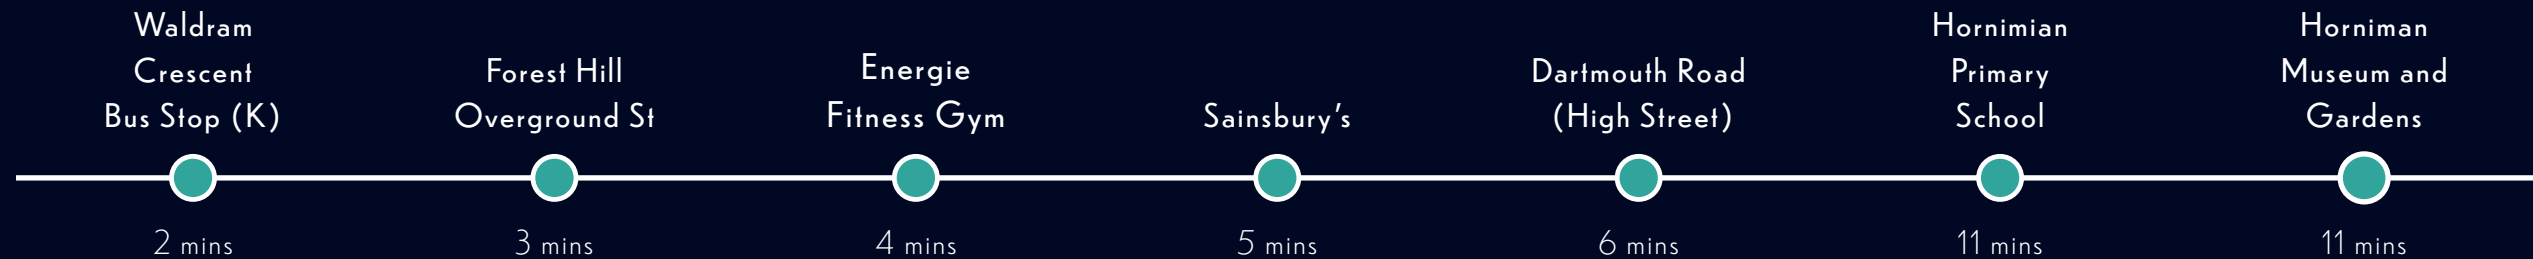 Waldram
Crescent
Bus Stop (K)
2 mins
Forest Hill
Overground St
3 mins
Energie
Fitness Gym
4 mins
Sainsbury's
5 mins
Dartmouth Road
(High Street)
6 mins
Hornimian
Primary
School
11 mins
Horniman
Museum and
Gardens
11 mins